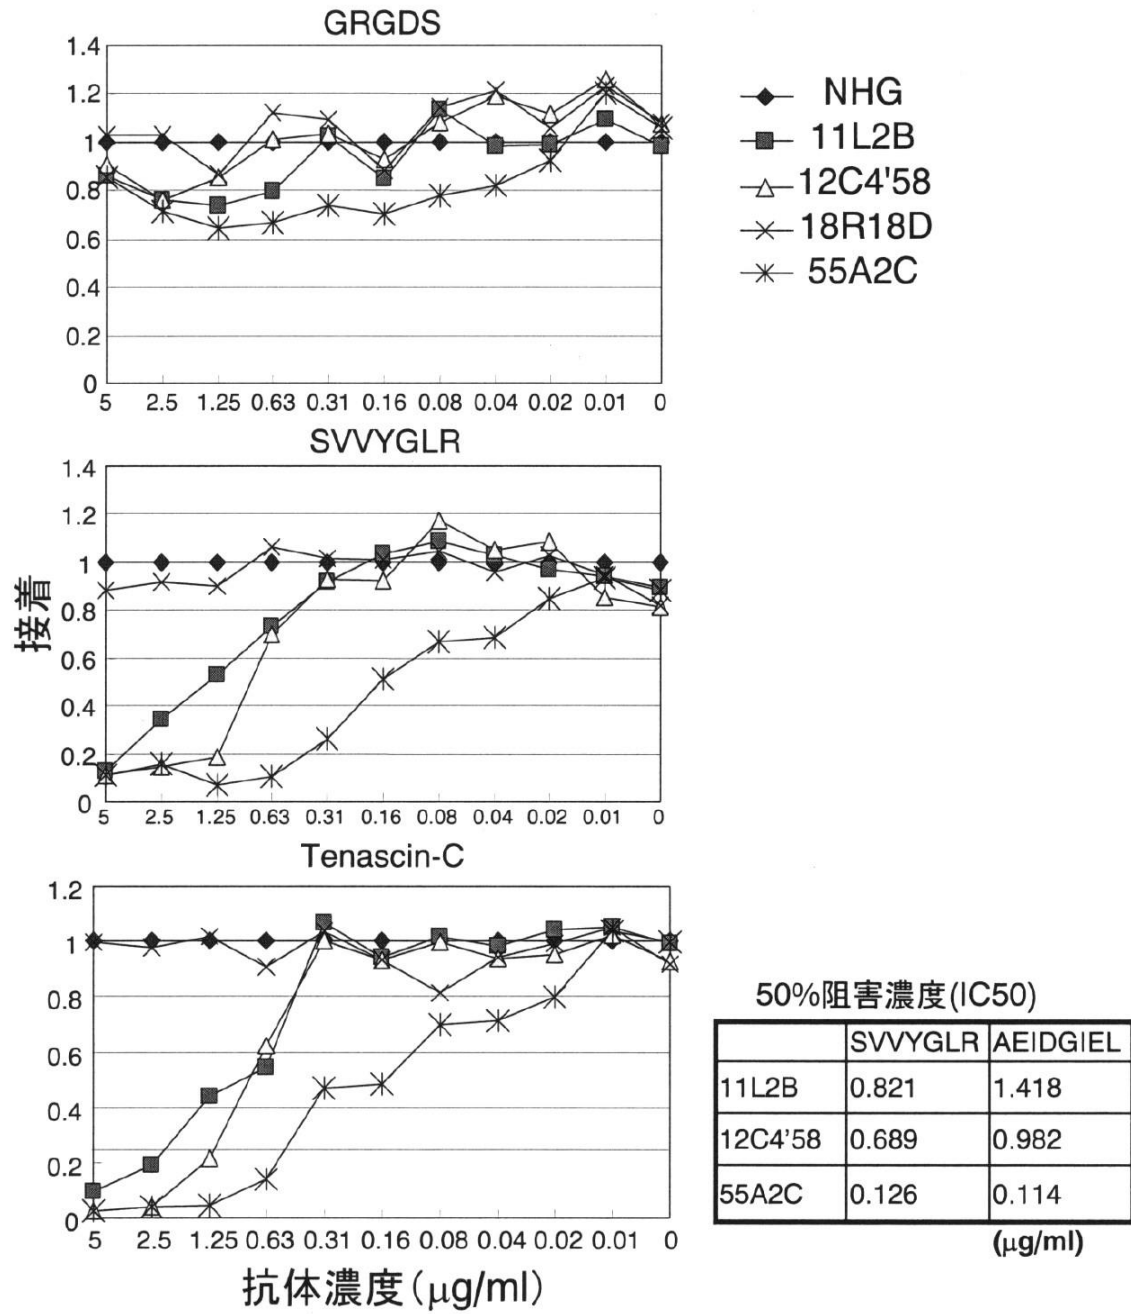 GRGDS
1.4
1.2
1
0.8
0.6
0.4
0.2
0
5 2.5 1.25 0.63 0.31 0.16 0.08 0.04 0.02 0.01 0
NHG
11L2B
12C4'58
18R18D
55A2C
SVVYGLR
1.4
1.2
1
0.8
0.6
0.4
0.2
0
5 2.5 1.25 0.63 0.31 0.16 0.08 0.04 0.02 0.01 0
接着
Tenascin-C
1.2
1
0.8
0.6
0.4
0.2
0
5 2.5 1.25 0.63 0.31 0.16 0.08 0.04 0.02 0.01 0
抗体濃度(μg/ml)
50%阻害濃度(IC50)
SVVYGLR AEIDGIEL
11L2B 0.821 1.418
12C4'58 0.689 0.982
55A2C 0.126 0.114
(μg/ml)